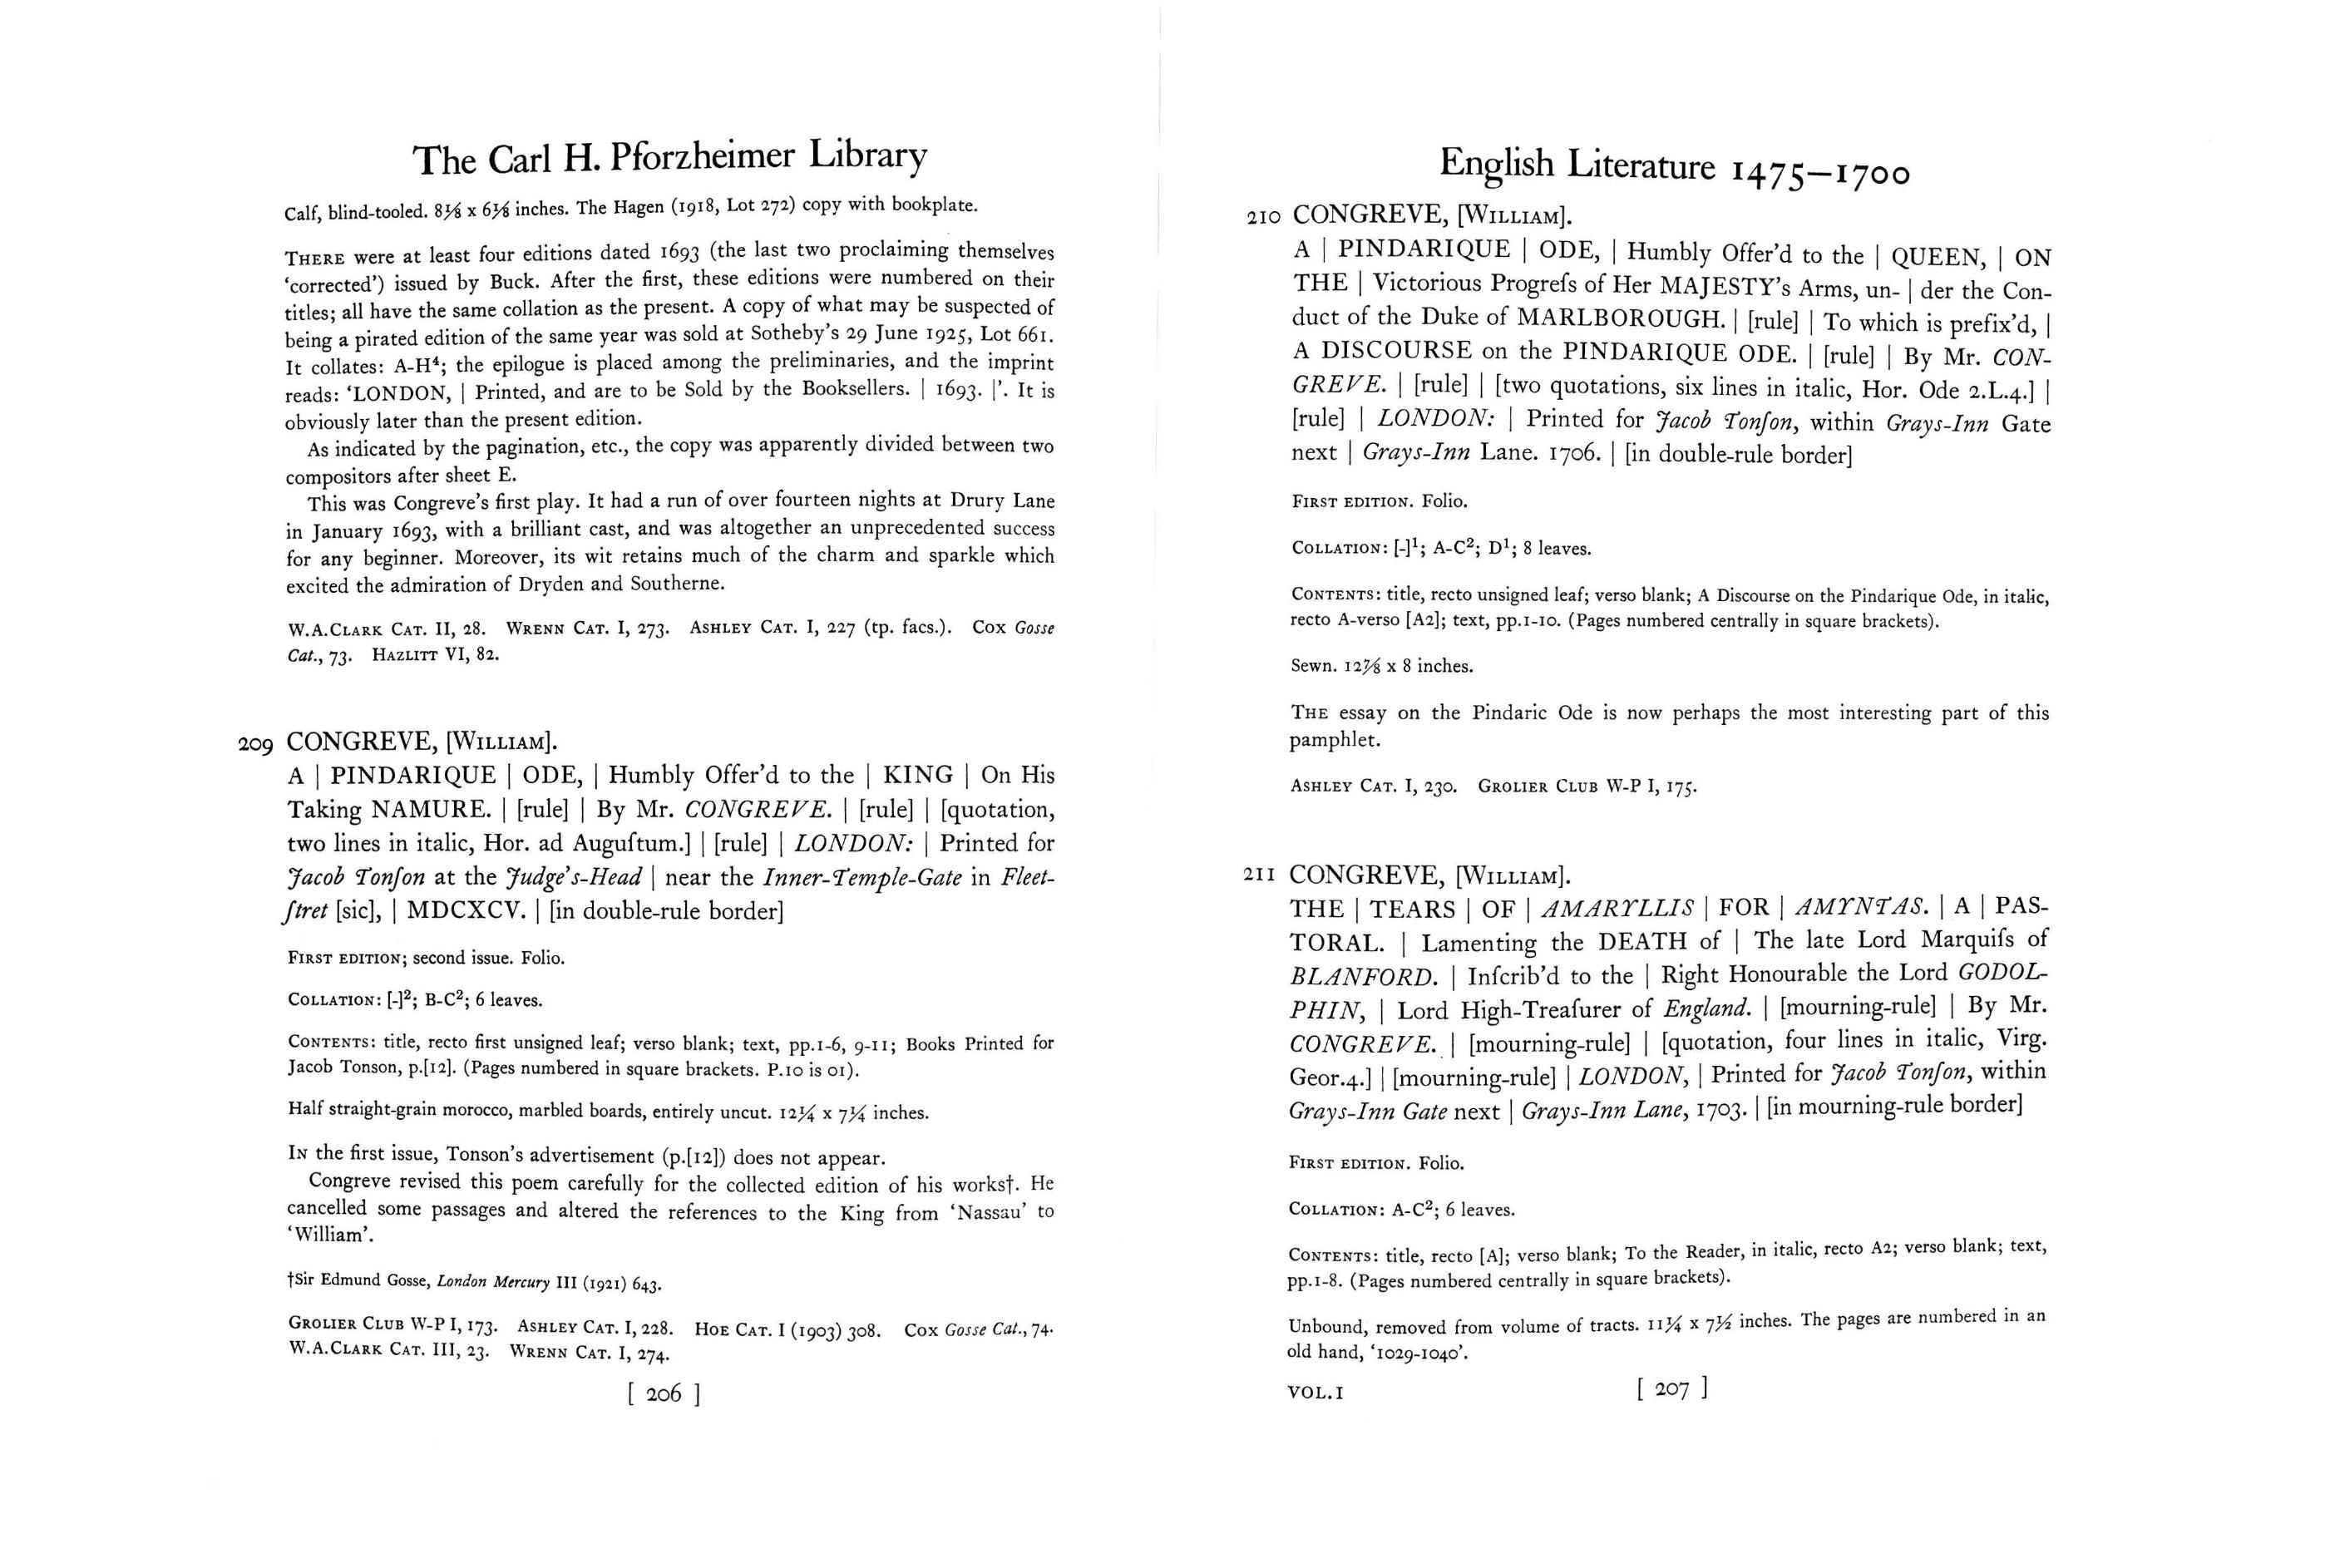 The Carl H. Pforzheimer Library
Calf, blind-tooled. 8⅛ x 6⅛ inches. The Hagen (1918, Lot 272) copy with bookplate.
THERE were at least four editions dated 1693 (the last two proclaiming themselves
‘corrected’) issued by Buck. After the first, these editions were numbered on their
titles; all have the same collation as the present. A copy of what may be suspected of
being a pirated edition of the same year was sold at Sotheby’s 29 June 1925, Lot 661.
It collates: A-H⁴; the epilogue is placed among the preliminaries, and the imprint
reads: ‘LONDON, | Printed, and are to be Sold by the Booksellers. | 1693. |’. It is
obviously later than the present edition.
As indicated by the pagination, etc., the copy was apparently divided between two
compositors after sheet E.
This was Congreve’s first play. It had a run of over fourteen nights at Drury Lane
in January 1693, with a brilliant cast, and was altogether an unprecedented success
for any beginner. Moreover, its wit retains much of the charm and sparkle which
excited the admiration of Dryden and Southerne.
W.A.CLARK CAT. II, 28. WRENN CAT. I, 273. ASHLEY CAT. I, 227 (tp. facs.). COX Gosse
Cat., 73. HAZLITT VI, 82.
209 CONGREVE, [WILLIAM].
A | PINDARIQUE | ODE, | Humbly Offer’d to the | KING | On His
Taking NAMURE. | [rule] | By Mr. CONGREVE. | [rule] | [quotation,
two lines in italic, Hor. ad Auguſtum.] | [rule] | LONDON: | Printed for
Jacob Tonſon at the Judge’s-Head | near the Inner-Temple-Gate in Fleet-
ſtret [sic], | MDCXCV. | [in double-rule border]
FIRST EDITION; second issue. Folio.
COLLATION: [-]²; B-C²; 6 leaves.
CONTENTS: title, recto first unsigned leaf; verso blank; text, pp.1-6, 9-11; Books Printed for
Jacob Tonson, p.[12]. (Pages numbered in square brackets. P.10 is 01).
Half straight-grain morocco, marbled boards, entirely uncut. 12¼ x 7¼ inches.
IN the first issue, Tonson’s advertisement (p.[12]) does not appear.
Congreve revised this poem carefully for the collected edition of his works†. He
cancelled some passages and altered the references to the King from ‘Nassau’ to
‘William’.
†Sir Edmund Gosse, London Mercury III (1921) 643.
GROLIER CLUB W-P I, 173. ASHLEY CAT. I, 228. HOE CAT. I (1903) 308. COX Gosse Cat., 74.
W.A.CLARK CAT. III, 23. WRENN CAT. I, 274.
[ 206 ]
English Literature 1475–1700
210 CONGREVE, [WILLIAM].
A | PINDARIQUE | ODE, | Humbly Offer’d to the | QUEEN, | ON
THE | Victorious Progreſs of Her MAJESTY’s Arms, un- | der the Con-
duct of the Duke of MARLBOROUGH. | [rule] | To which is prefix’d, |
A DISCOURSE on the PINDARIQUE ODE. | [rule] | By Mr. CON-
GREVE. | [rule] | [two quotations, six lines in italic, Hor. Ode 2.L.4.] |
[rule] | LONDON: | Printed for Jacob Tonſon, within Grays-Inn Gate
next | Grays-Inn Lane. 1706. | [in double-rule border]
FIRST EDITION. Folio.
COLLATION: [-]¹; A-C²; D¹; 8 leaves.
CONTENTS: title, recto unsigned leaf; verso blank; A Discourse on the Pindarique Ode, in italic,
recto A-verso [A2]; text, pp.1-10. (Pages numbered centrally in square brackets).
Sewn. 12⅞ x 8 inches.
THE essay on the Pindaric Ode is now perhaps the most interesting part of this
pamphlet.
ASHLEY CAT. I, 230. GROLIER CLUB W-P I, 175.
211 CONGREVE, [WILLIAM].
THE | TEARS | OF | AMARYLLIS | FOR | AMYNTAS. | A | PAS-
TORAL. | Lamenting the DEATH of | The late Lord Marquiſs of
BLANFORD. | Inſcrib’d to the | Right Honourable the Lord GODOL-
PHIN, | Lord High-Treaſurer of England. | [mourning-rule] | By Mr.
CONGREVE. | [mourning-rule] | [quotation, four lines in italic, Virg.
Geor.4.] | [mourning-rule] | LONDON, | Printed for Jacob Tonſon, within
Grays-Inn Gate next | Grays-Inn Lane, 1703. | [in mourning-rule border]
FIRST EDITION. Folio.
COLLATION: A-C²; 6 leaves.
CONTENTS: title, recto [A]; verso blank; To the Reader, in italic, recto A2; verso blank; text,
pp.1-8. (Pages numbered centrally in square brackets).
Unbound, removed from volume of tracts. 11¼ x 7½ inches. The pages are numbered in an
old hand, ‘1029-1040’.
VOL.I [ 207 ]